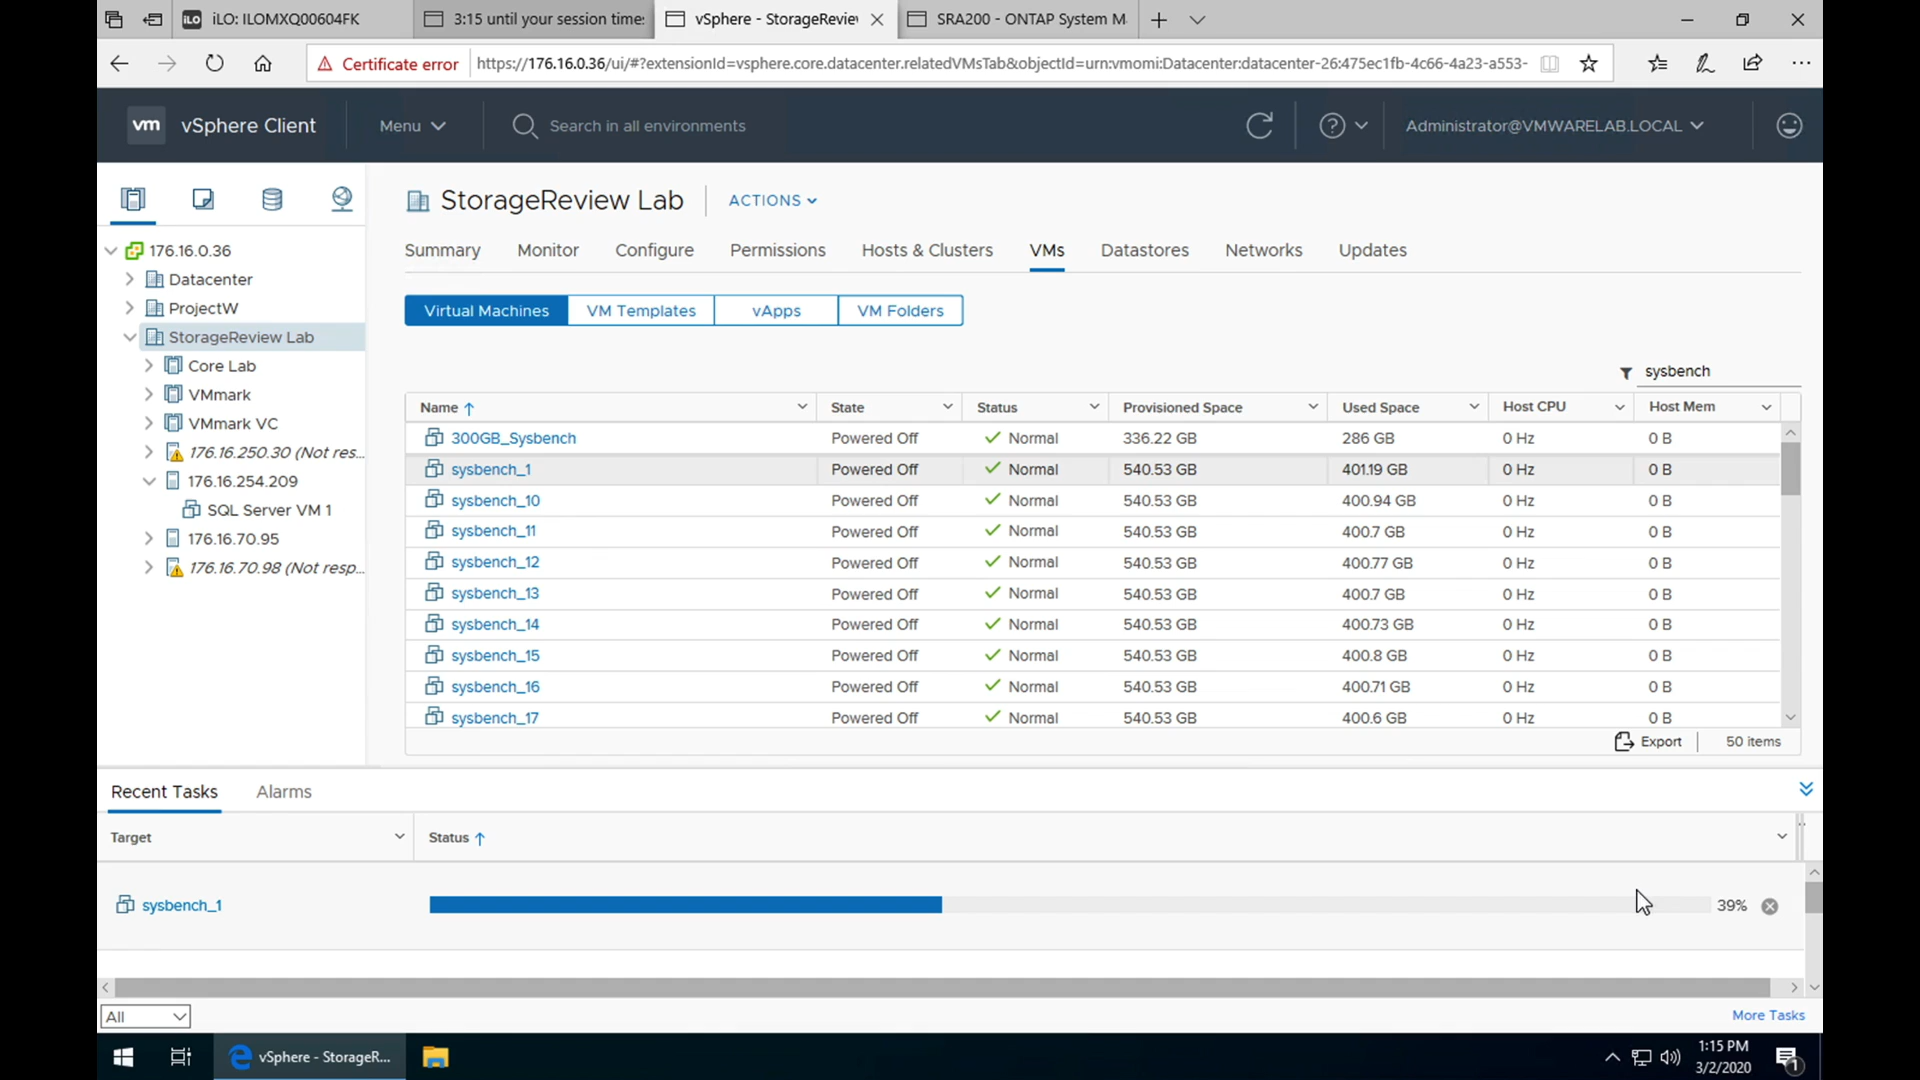 iLO: ILOMXQ00604FK
3:15 until your session times
vSphere - StorageReview
SRA200 - ONTAP System M
Certificate error
https://176.16.0.36/ui/#?extensionId=vsphere.core.datacenter.relatedVMsTab&objectId=urn:vmomi:Datacenter:datacenter-26:475ec1fb-4c66-4a23-a553-
vm vSphere Client
Menu
Search in all environments
Administrator@VMWARELAB.LOCAL
176.16.0.36
Datacenter
ProjectW
StorageReview Lab
Core Lab
VMmark
VMmark VC
176.16.250.30 (Not res...
176.16.254.209
SQL Server VM 1
176.16.70.95
176.16.70.98 (Not resp...
StorageReview Lab
ACTIONS
Summary Monitor Configure Permissions Hosts & Clusters VMs Datastores Networks Updates
Virtual Machines VM Templates vApps VM Folders
sysbench
Name State Status Provisioned Space Used Space Host CPU Host Mem
300GB_Sysbench Powered Off Normal 336.22 GB 286 GB 0 Hz 0 B
sysbench_1 Powered Off Normal 540.53 GB 401.19 GB 0 Hz 0 B
sysbench_10 Powered Off Normal 540.53 GB 400.94 GB 0 Hz 0 B
sysbench_11 Powered Off Normal 540.53 GB 400.7 GB 0 Hz 0 B
sysbench_12 Powered Off Normal 540.53 GB 400.77 GB 0 Hz 0 B
sysbench_13 Powered Off Normal 540.53 GB 400.7 GB 0 Hz 0 B
sysbench_14 Powered Off Normal 540.53 GB 400.73 GB 0 Hz 0 B
sysbench_15 Powered Off Normal 540.53 GB 400.8 GB 0 Hz 0 B
sysbench_16 Powered Off Normal 540.53 GB 400.71 GB 0 Hz 0 B
sysbench_17 Powered Off Normal 540.53 GB 400.6 GB 0 Hz 0 B
Export 50 items
Recent Tasks Alarms
Target Status
sysbench_1 39%
All
More Tasks
vSphere - StorageR...
1:15 PM
3/2/2020
1